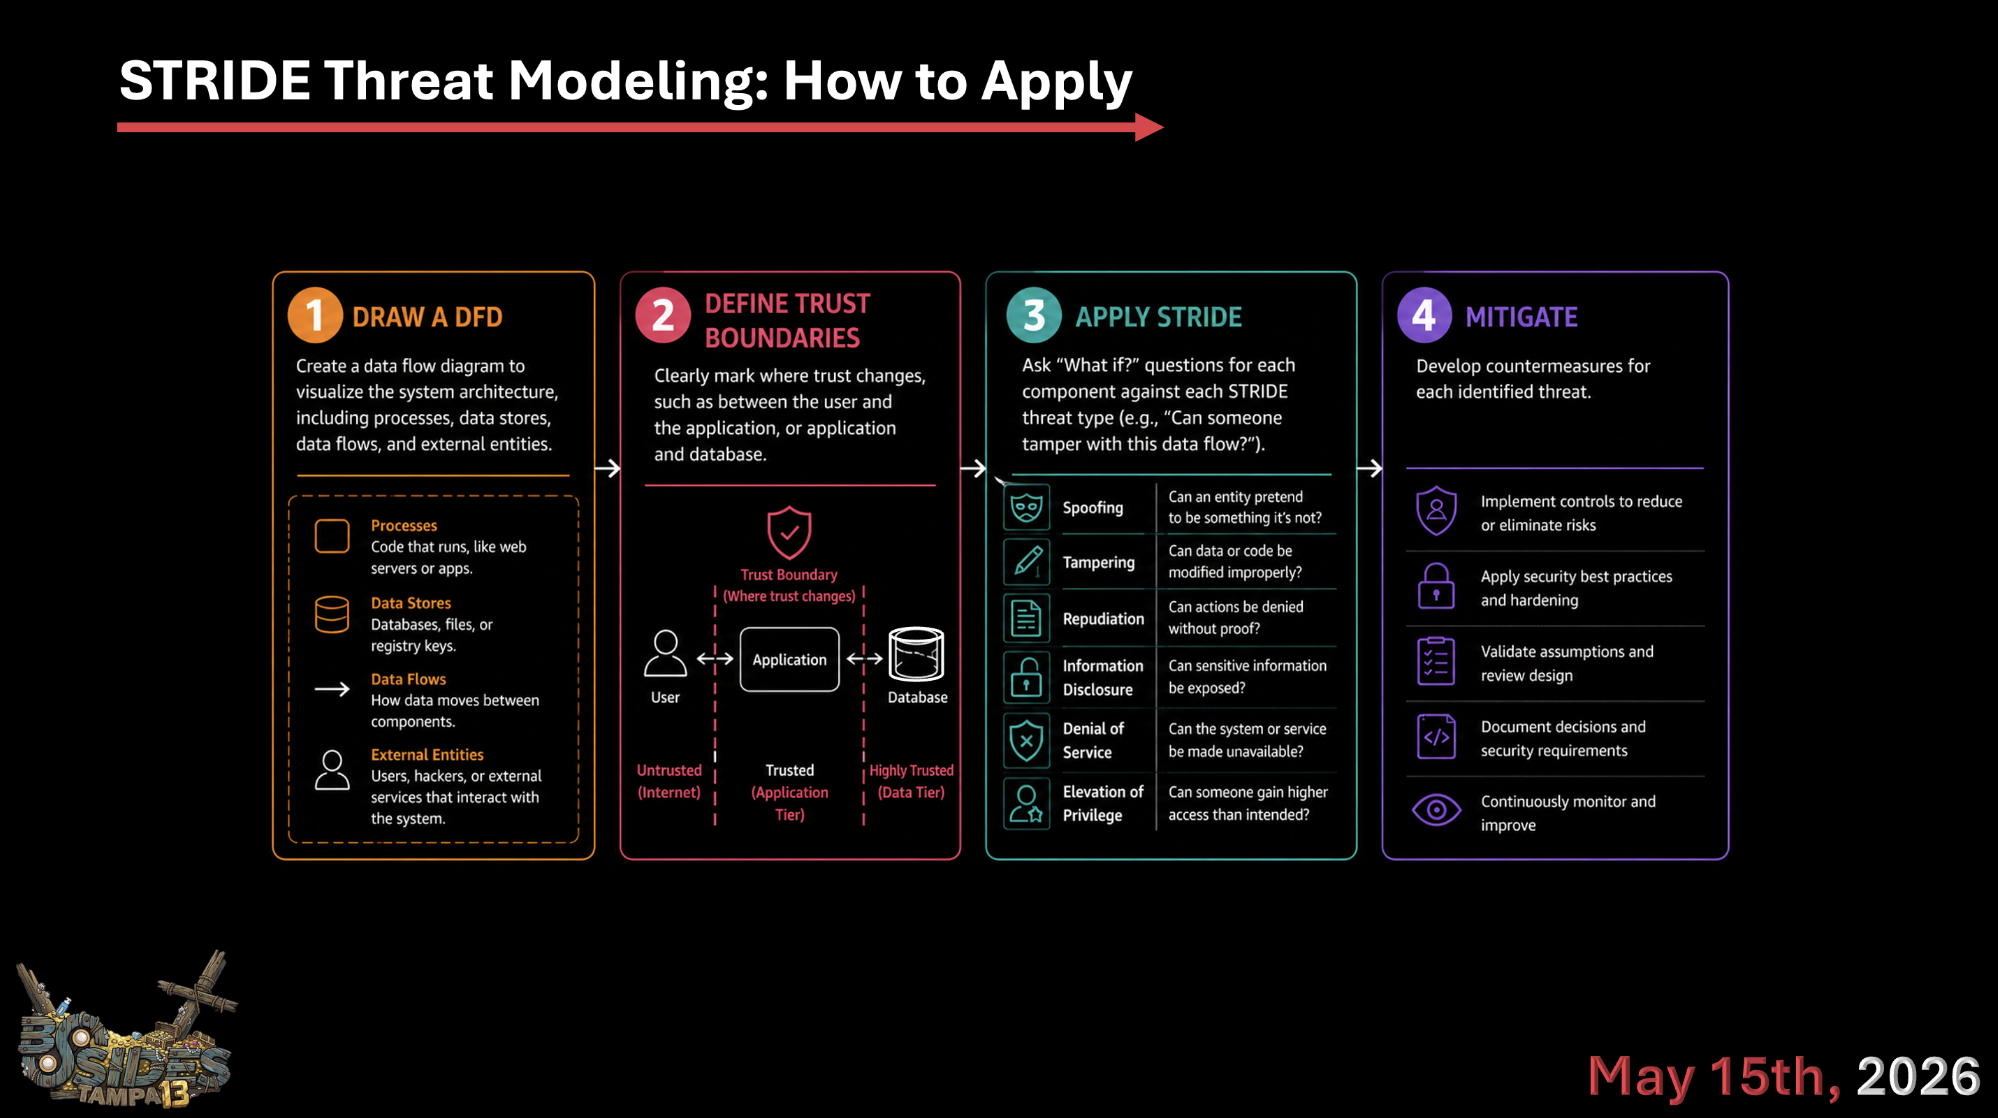 STRIDE Threat Modeling: How to Apply
1 DRAW A DFD
Create a data flow diagram to
visualize the system architecture,
including processes, data stores,
data flows, and external entities.
Processes
Code that runs, like web
servers or apps.
Data Stores
Databases, files, or
registry keys.
Data Flows
How data moves between
components.
External Entities
Users, hackers, or external
services that interact with
the system.
2 DEFINE TRUST
BOUNDARIES
Clearly mark where trust changes,
such as between the user and
the application, or application
and database.
Trust Boundary
(Where trust changes)
User
Application
Database
Untrusted
(Internet)
Trusted
(Application
Tier)
Highly Trusted
(Data Tier)
3 APPLY STRIDE
Ask “What if?” questions for each
component against each STRIDE
threat type (e.g., “Can someone
tamper with this data flow?”).
Spoofing
Can an entity pretend
to be something it’s not?
Tampering
Can data or code be
modified improperly?
Repudiation
Can actions be denied
without proof?
Information
Disclosure
Can sensitive information
be exposed?
Denial of
Service
Can the system or service
be made unavailable?
Elevation of
Privilege
Can someone gain higher
access than intended?
4 MITIGATE
Develop countermeasures for
each identified threat.
Implement controls to reduce
or eliminate risks
Apply security best practices
and hardening
Validate assumptions and
review design
</>
Document decisions and
security requirements
Continuously monitor and
improve
BSIDES
TAMPA 13
May 15th, 2026